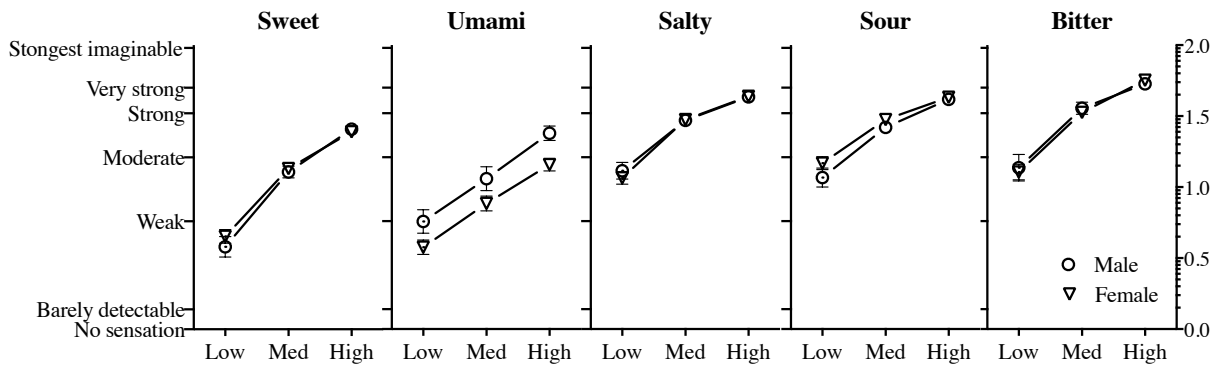 Sweet Umami Salty Sour Bitter
Stongest imaginable
Very strong
Strong
Moderate
Weak
Barely detectable
No sensation
2.0
1.5
1.0
0.5
0.0
Male
Female
Low Med High Low Med High Low Med High Low Med High Low Med High